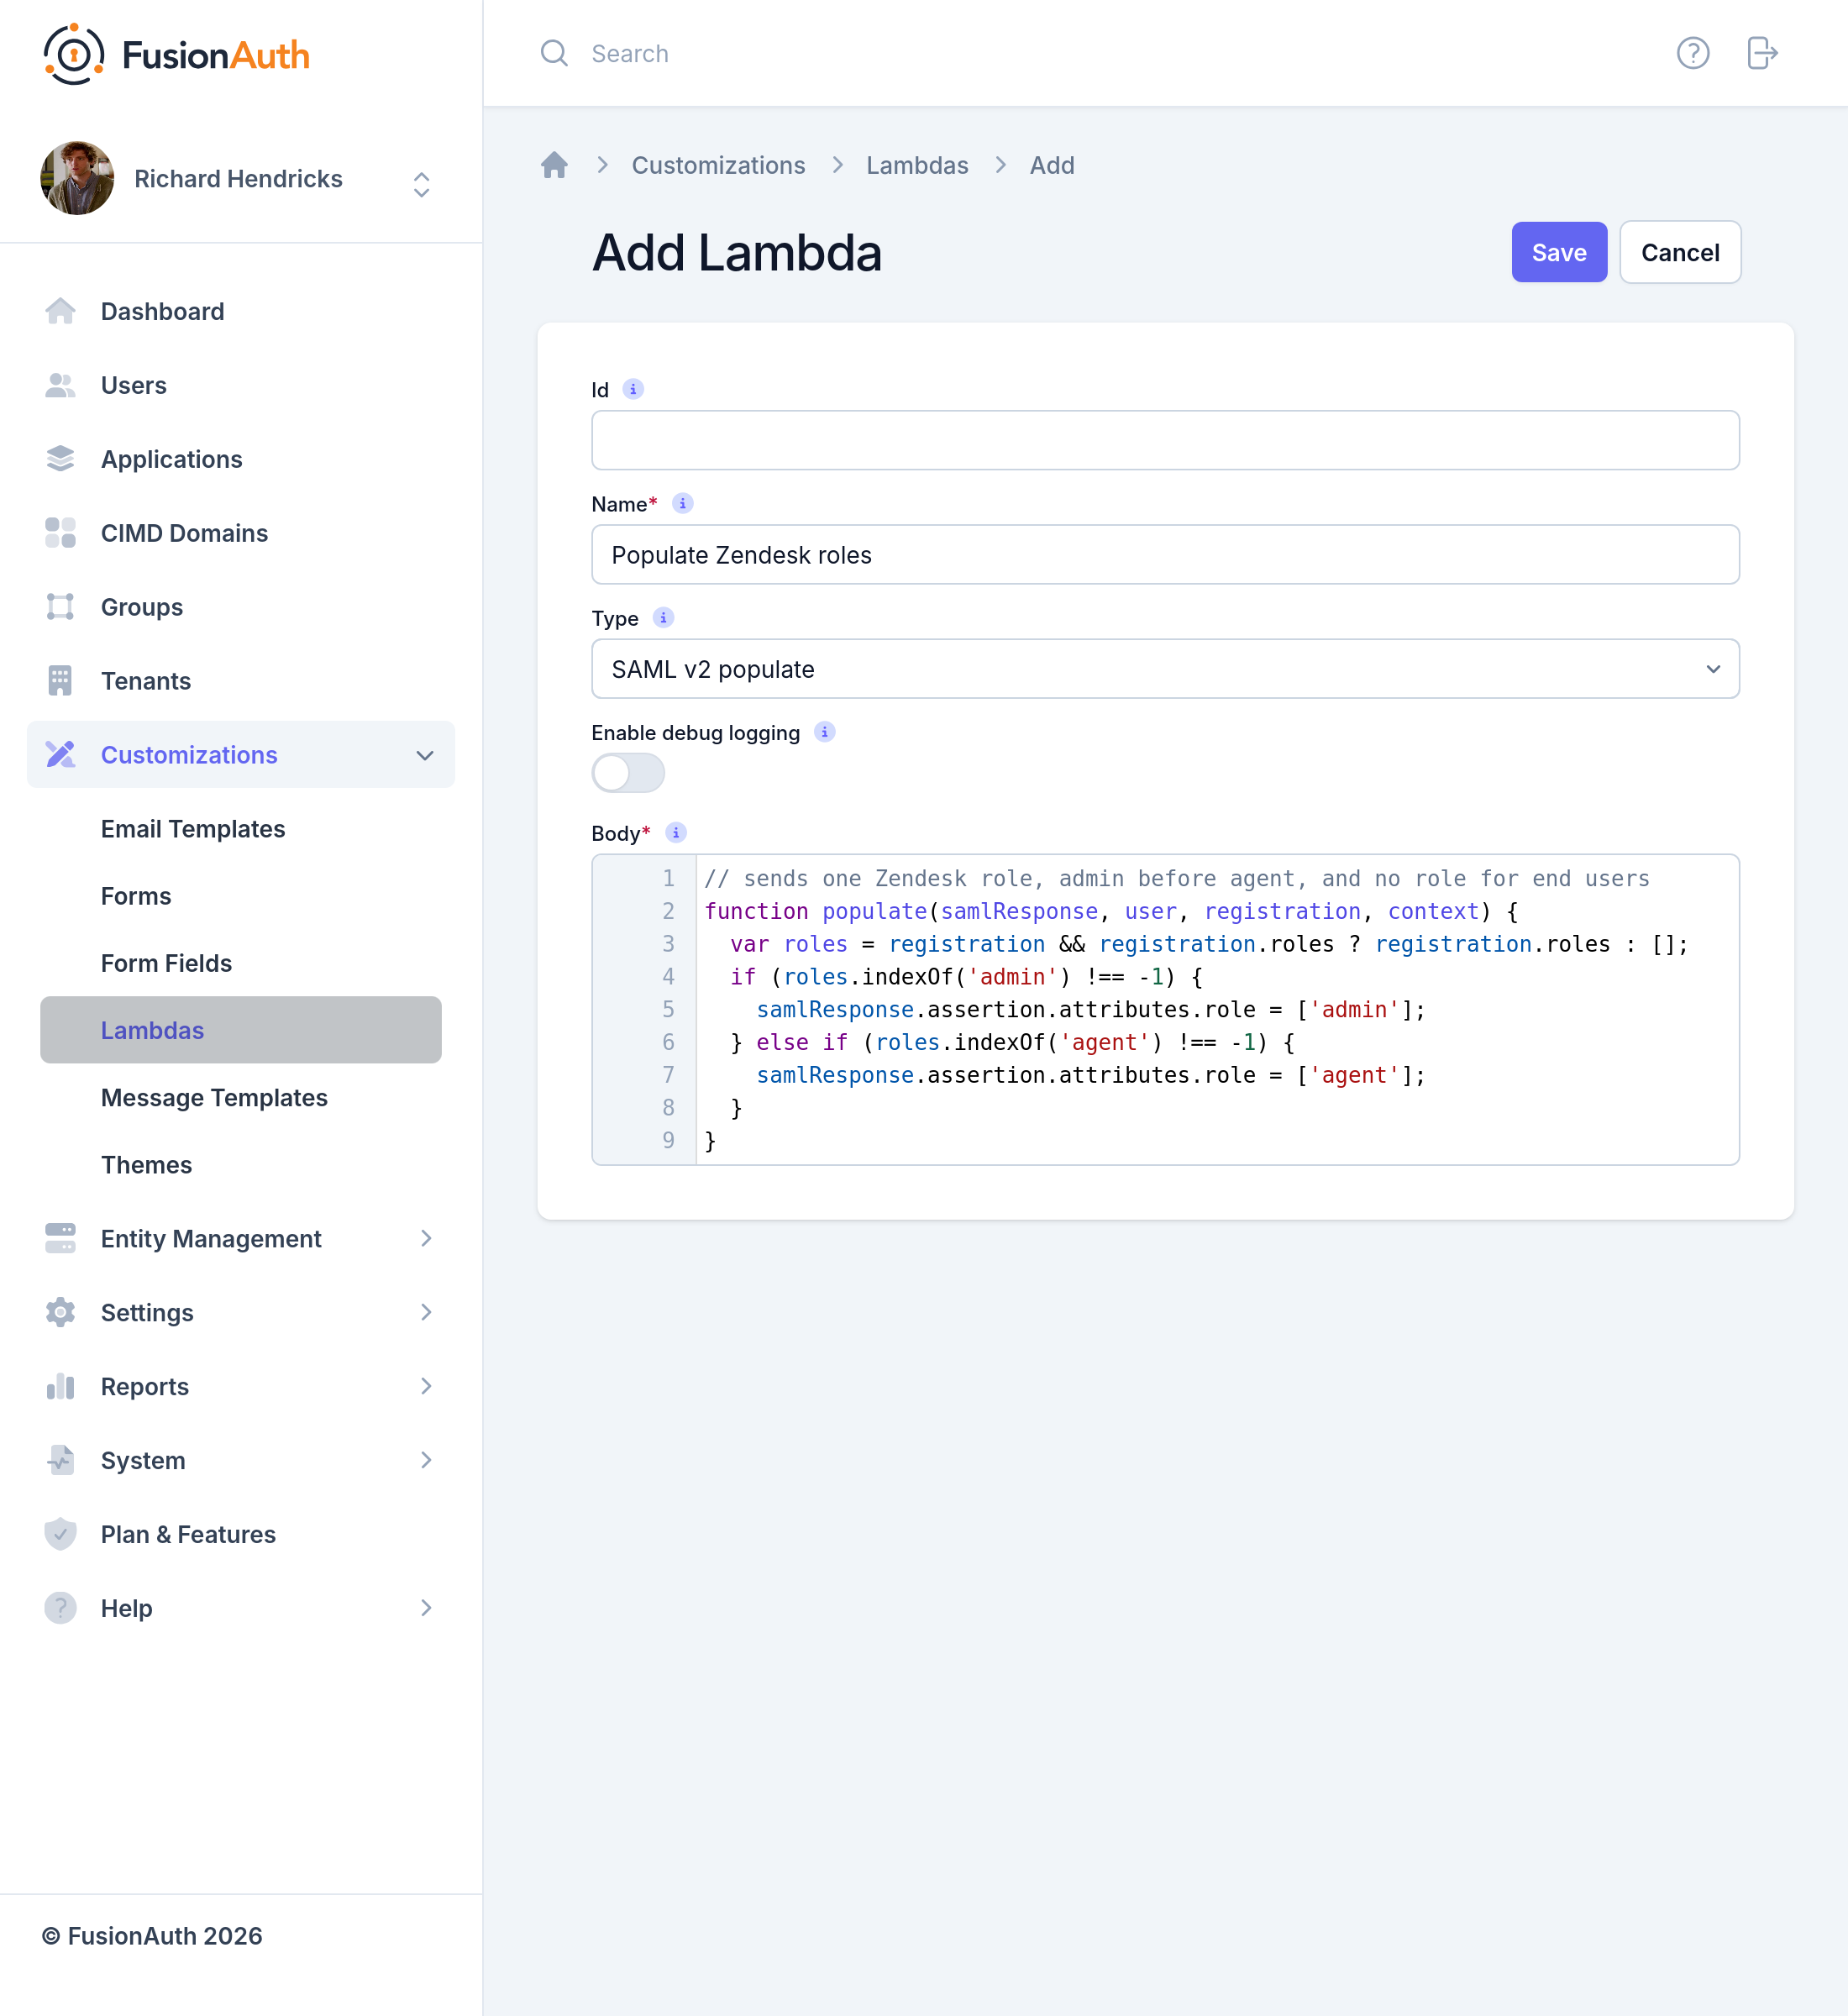 FusionAuth
Search
Richard Hendricks
Customizations
Lambdas
Add
Add Lambda
Save
Cancel
Dashboard
Users
Applications
CIMD Domains
Groups
Tenants
Customizations
Email Templates
Forms
Form Fields
Lambdas
Message Templates
Themes
Entity Management
Settings
Reports
System
Plan & Features
Help
© FusionAuth 2026
Id
Name*
Populate Zendesk roles
Type
SAML v2 populate
Enable debug logging
Body*
1 // sends one Zendesk role, admin before agent, and no role for end users
2 function populate(samlResponse, user, registration, context) {
3   var roles = registration && registration.roles ? registration.roles : [];
4   if (roles.indexOf('admin') !== -1) {
5     samlResponse.assertion.attributes.role = ['admin'];
6   } else if (roles.indexOf('agent') !== -1) {
7     samlResponse.assertion.attributes.role = ['agent'];
8   }
9 }